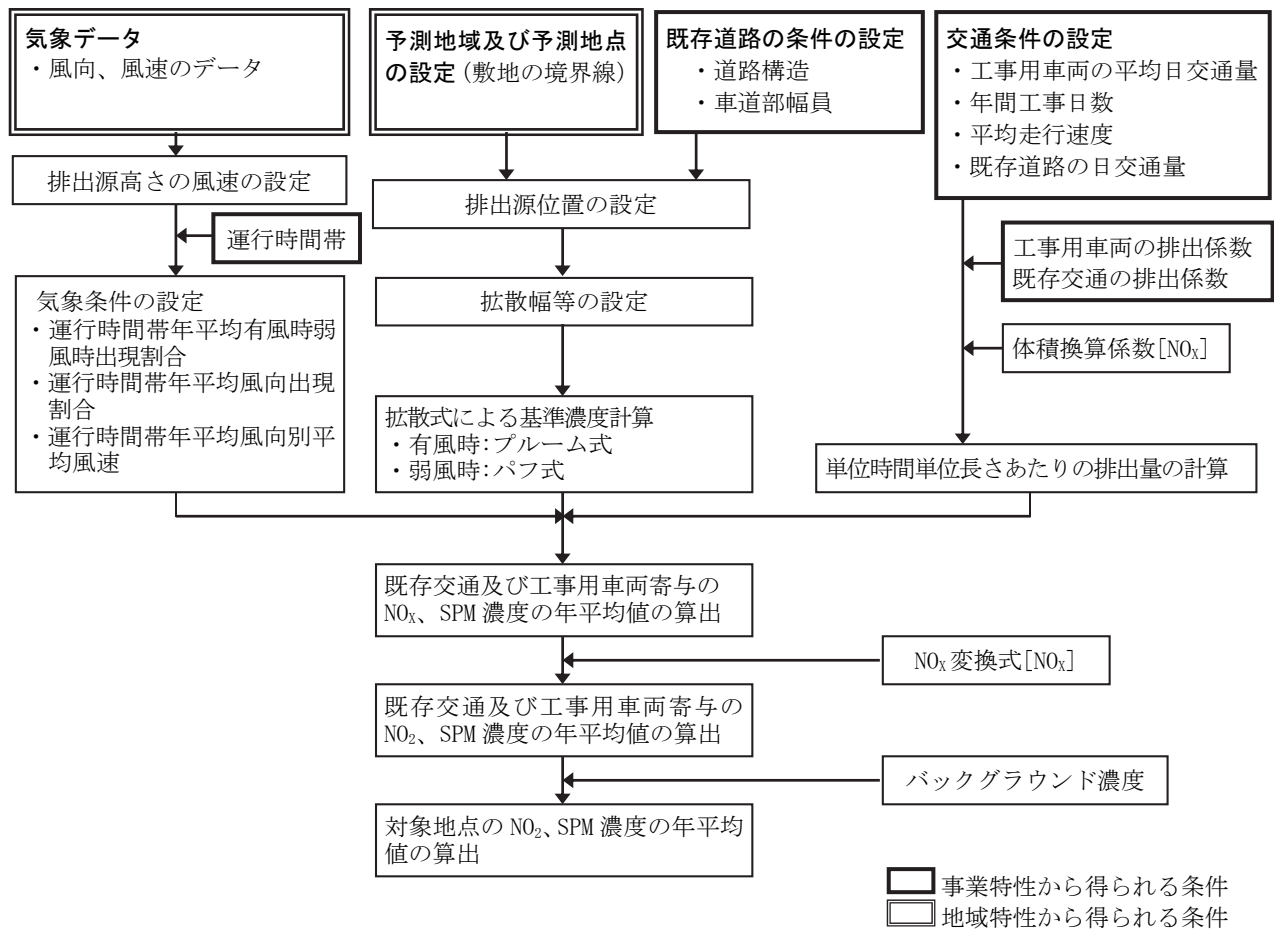 気象データ
・風向、風速のデータ
予測地域及び予測地点
の設定(敷地の境界線)
既存道路の条件の設定
・道路構造
・車道部幅員
交通条件の設定
・工事用車両の平均日交通量
・年間工事日数
・平均走行速度
・既存道路の日交通量
排出源高さの風速の設定
運行時間帯
気象条件の設定
・運行時間帯年平均有風時弱
風時出現割合
・運行時間帯年平均風向出現
割合
・運行時間帯年平均風向別平
均風速
排出源位置の設定
拡散幅等の設定
拡散式による基準濃度計算
・有風時:プルーム式
・弱風時:パフ式
工事用車両の排出係数
既存交通の排出係数
体積換算係数[NOX]
単位時間単位長さあたりの排出量の計算
既存交通及び工事用車両寄与の
NOX、SPM濃度の年平均値の算出
NOX変換式[NOX]
既存交通及び工事用車両寄与の
NO2、SPM濃度の年平均値の算出
バックグラウンド濃度
対象地点のNO2、SPM濃度の年平均
値の算出
事業特性から得られる条件
地域特性から得られる条件